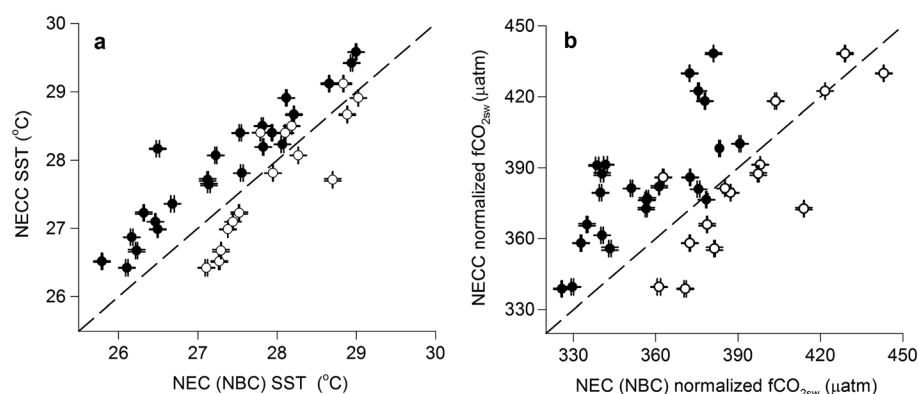 a
30
29
28
27
26
NECC SST (°C)
26 27 28 29 30
NEC (NBC) SST (°C)
b
450
420
390
360
330
NECC normalized fCO2sw (µatm)
330 360 390 420 450
NEC (NBC) normalized fCO2sw (µatm)